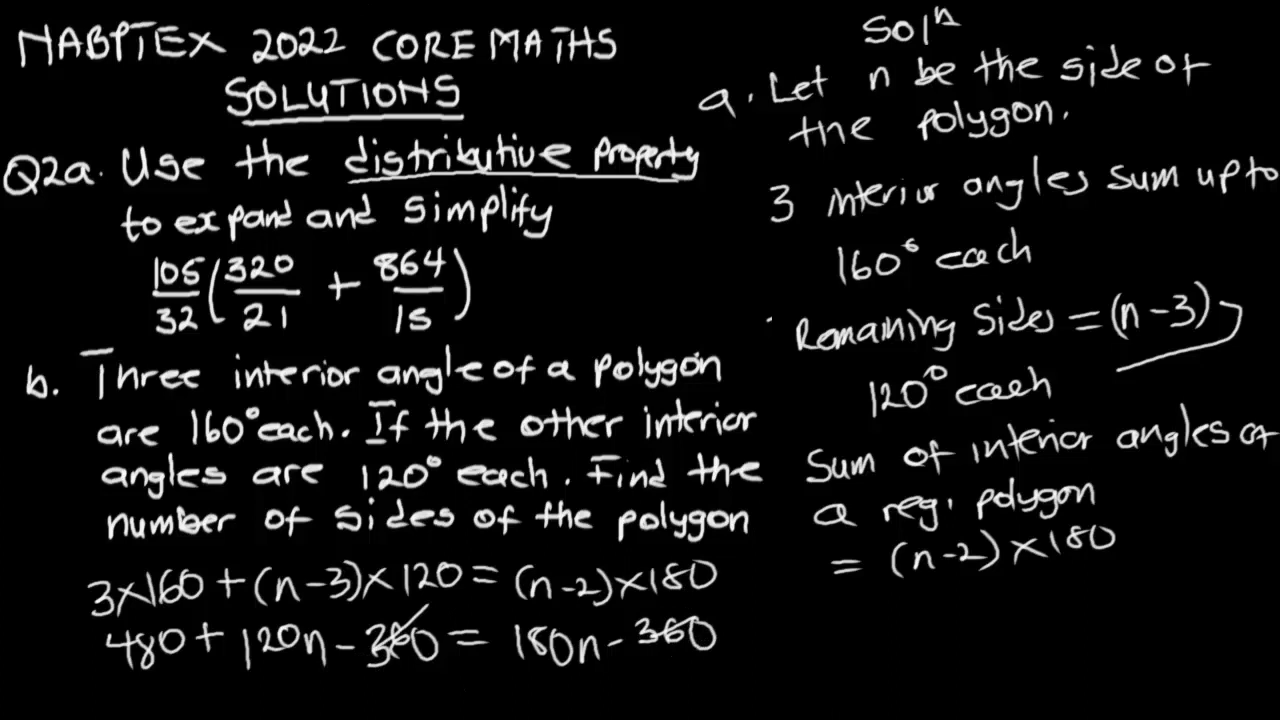 NABPTEX 2022 CORE MATHS
SOLUTIONS
Q2a. Use the distributive property
to expand and simplify
105/32 (320/21 + 864/15)
b. Three interior angle of a polygon
are 160° each. If the other interior
angles are 120° each. Find the
number of sides of the polygon
3×160 + (n-3)×120 = (n-2)×180
480 + 120n - 360 = 180n - 360
Solⁿ
a. Let n be the side of
the polygon.
3 interior angles sum up to
160° each
Remaining Sides = (n-3)
120° each
Sum of interior angles of
a reg. polygon
= (n-2)×180